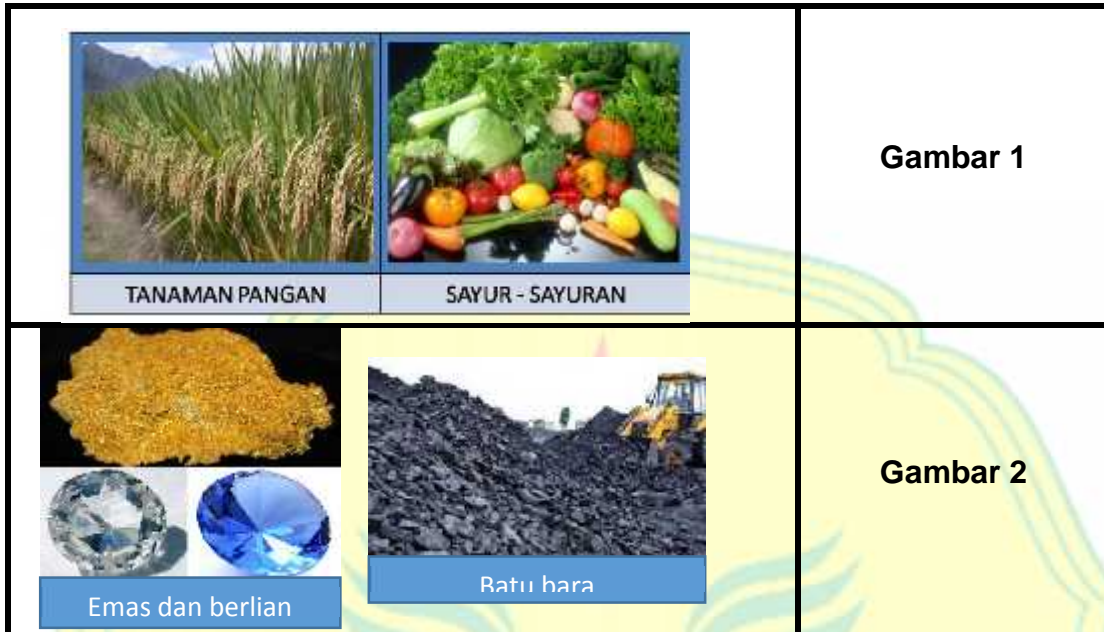 Gambar 1
TANAMAN PANGAN
SAYUR - SAYURAN
Gambar 2
Batu bara
Emas dan berlian